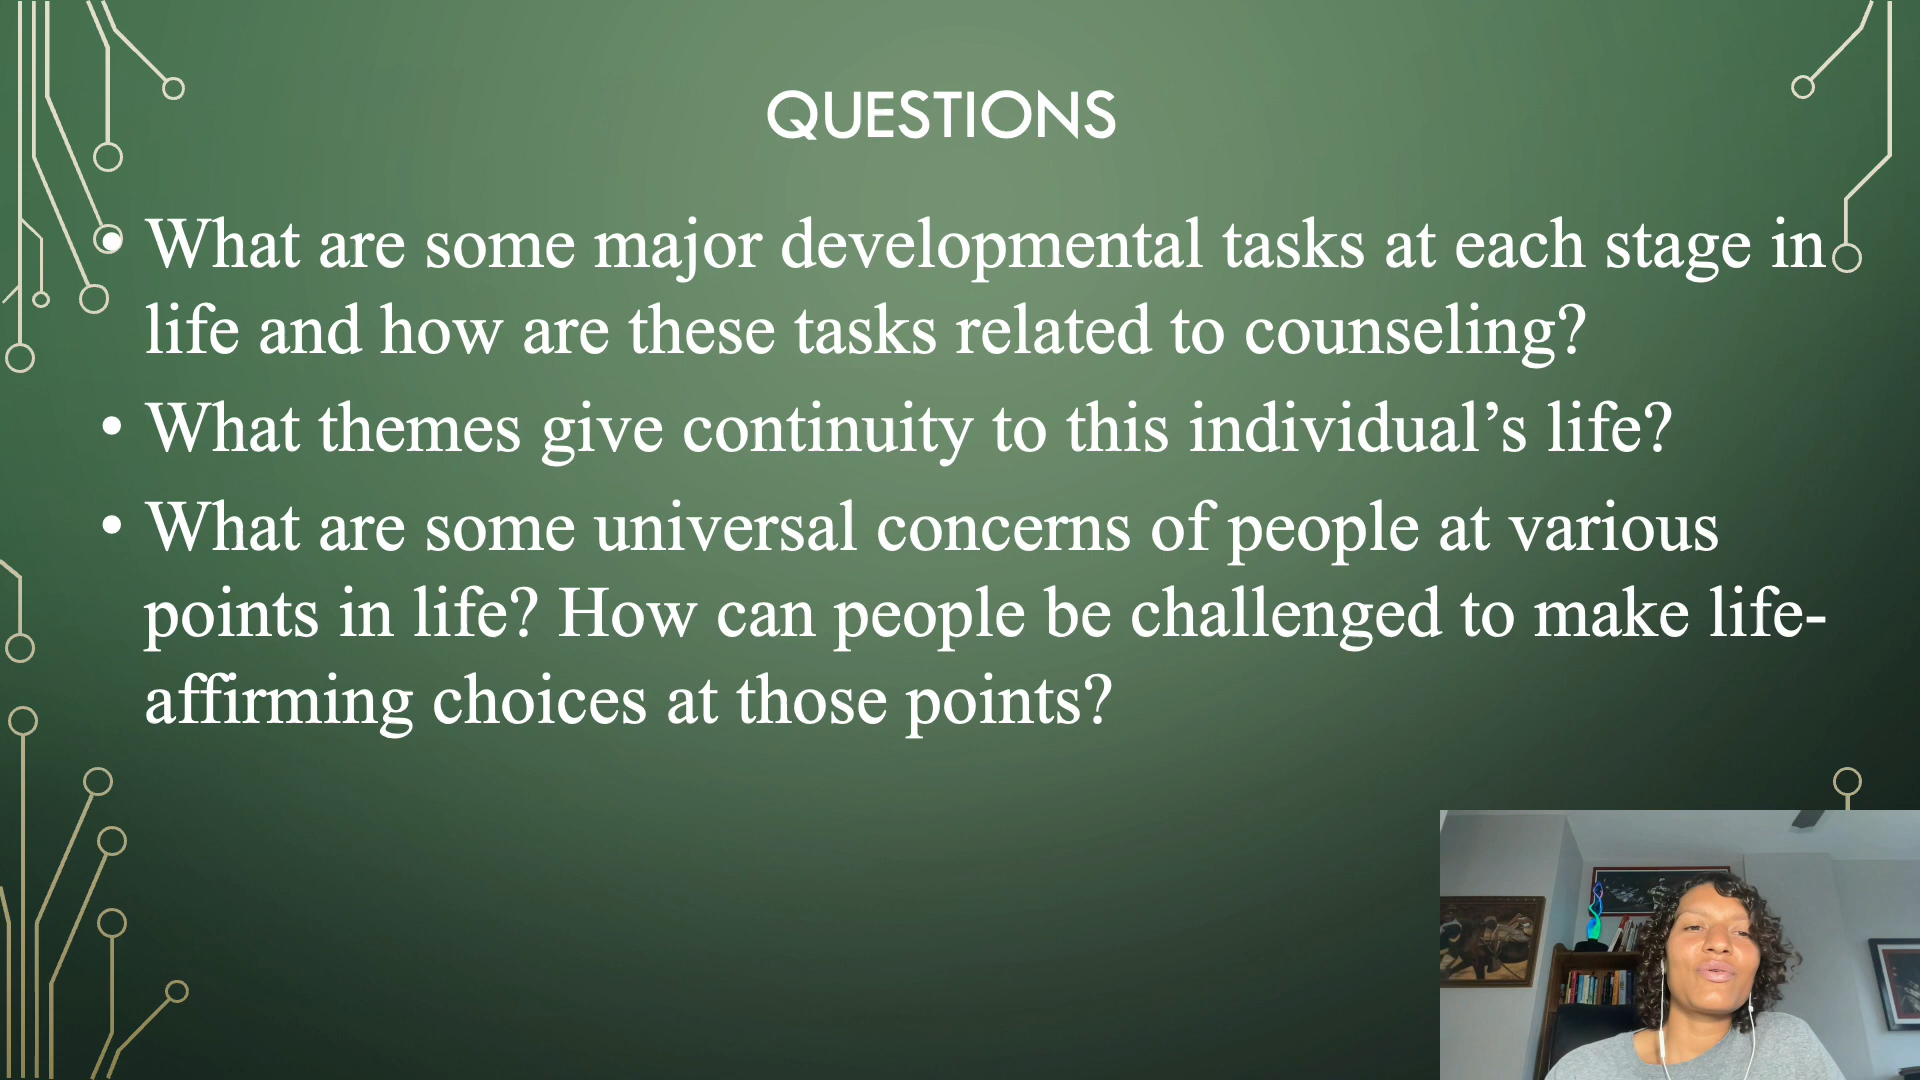 QUESTIONS
• What are some major developmental tasks at each stage in
life and how are these tasks related to counseling?
• What themes give continuity to this individual’s life?
• What are some universal concerns of people at various
points in life? How can people be challenged to make life-
affirming choices at those points?